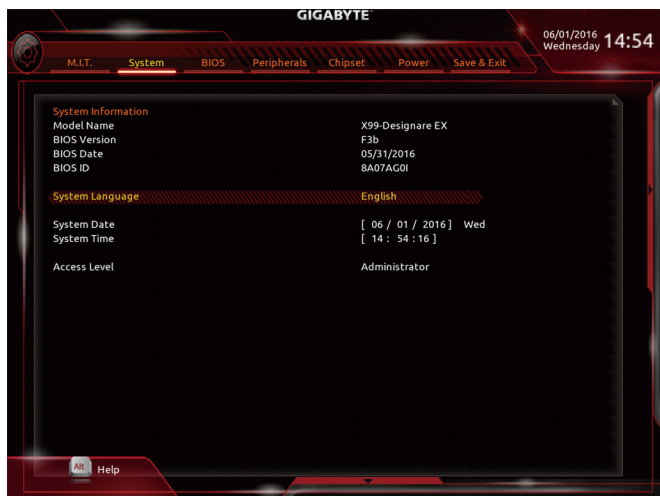 GIGABYTE™
06/01/2016
Wednesday 14:54
M.I.T. System BIOS Peripherals Chipset Power Save & Exit
System Information
Model Name X99-Designare EX
BIOS Version F3b
BIOS Date 05/31/2016
BIOS ID 8A07AG0I
System Language English
System Date [ 06 / 01 / 2016 ] Wed
System Time [ 14 : 54 : 16 ]
Access Level Administrator
Alt Help